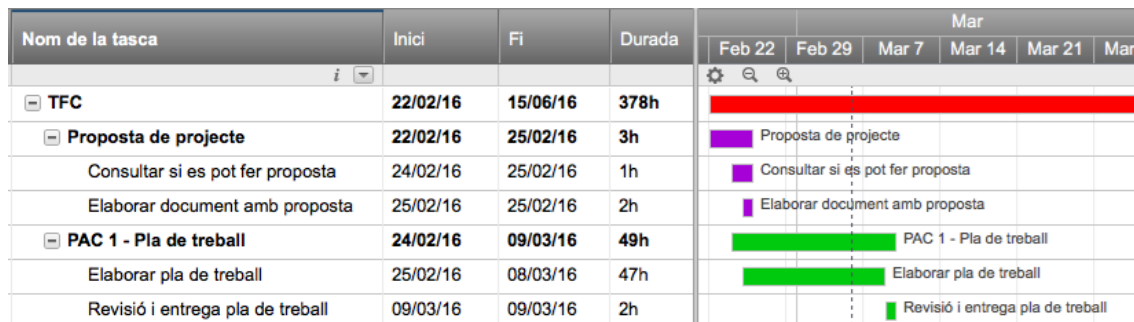 Nom de la tasca Inici Fi Durada Mar
Feb 22 Feb 29 Mar 7 Mar 14 Mar 21 Mar
i
TFC 22/02/16 15/06/16 378h
Proposta de projecte 22/02/16 25/02/16 3h Proposta de projecte
Consultar si es pot fer proposta 24/02/16 25/02/16 1h Consultar si es pot fer proposta
Elaborar document amb proposta 25/02/16 25/02/16 2h Elaborar document amb proposta
PAC 1 - Pla de treball 24/02/16 09/03/16 49h PAC 1 - Pla de treball
Elaborar pla de treball 25/02/16 08/03/16 47h Elaborar pla de treball
Revisió i entrega pla de treball 09/03/16 09/03/16 2h Revisió i entrega pla de treball